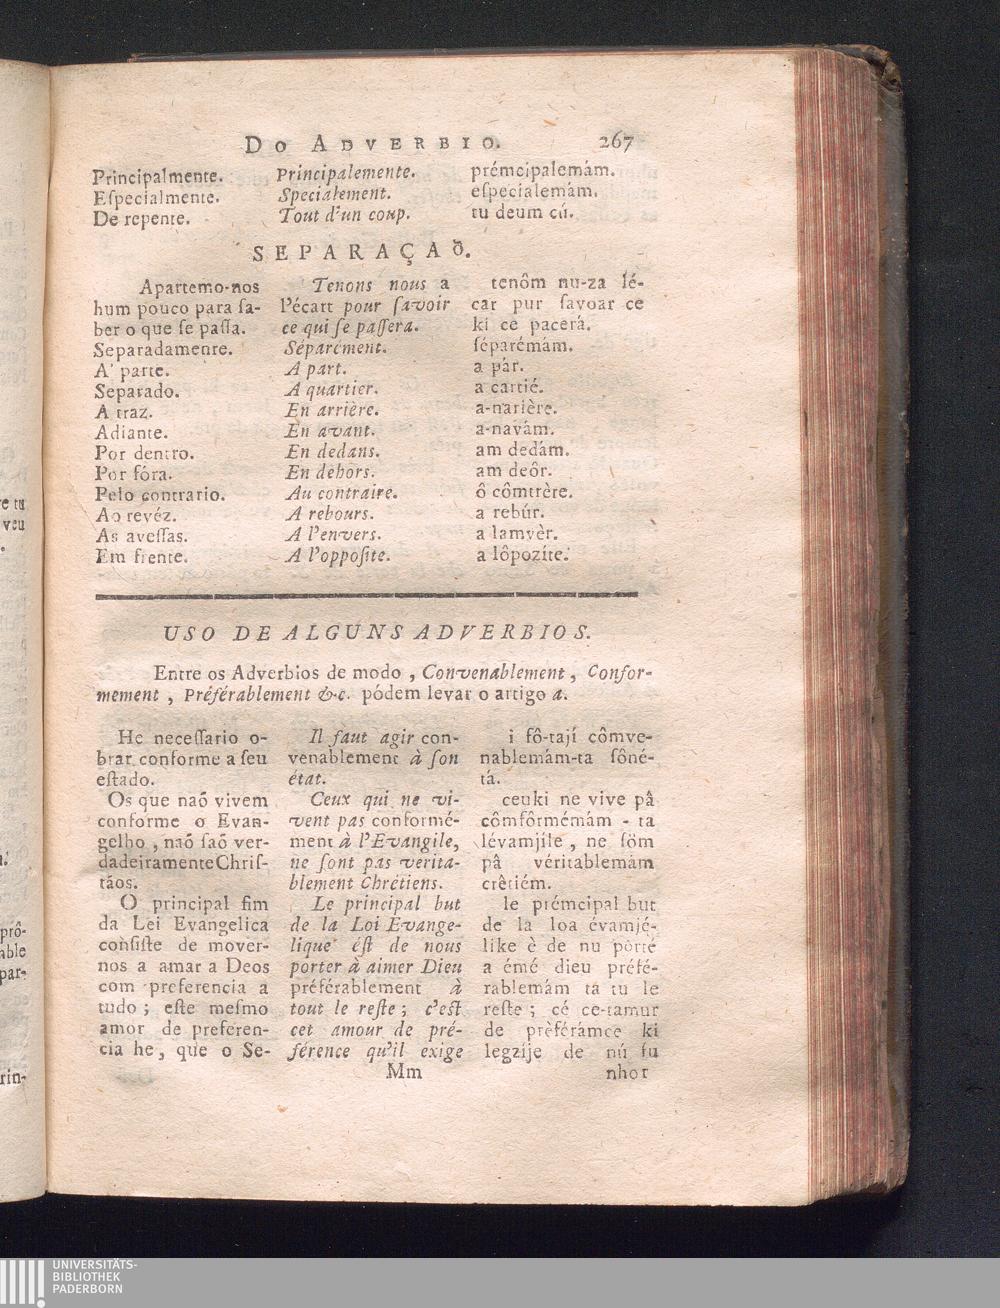 DO ADVERBIO. 267
Principalmente. Principalemente. prémcipalemám.
Eſpecialmente. Specialement. eſpecialemám.
De repente. Tout d'un coup. tu deum cú.
SEPARAÇAÕ.
Apartemo-nos Tenons nous a tenôm nu-za lé-
hum pouco para ſa- l'écart pour ſavoir car pur ſavoar ce
ber o que ſe paſſa. ce qui ſe paſſera. ki ce pacerá.
Separadamente. Séparément. ſéparémám.
A' parte. A part. a pár.
Separado. A quartier. a cartié.
A traz. En arrière. a-narière.
Adiante. En avant. a-navám.
Por dentro. En dedans. am dedám.
Por fóra. En dehors. am deôr.
Pelo contrario. Au contraire. ô cômtrère.
Ao revéz. A rebours. a rebúr.
As aveſſas. A l'envers. a lamvèr.
Em frente. A l'oppoſite. a lôpozíte.
USO DE ALGUNS ADVERBIOS.
Entre os Adverbios de modo, Convenablement, Confor-
mement, Préférablement &c. pódem levar o artigo a.
He neceſſario o- Il faut agir con- i fô-tají cômve-
brar conforme a ſeu venablement à ſon nablemám-ta ſôné-
eſtado. état. tá.
Os que naõ vivem Ceux qui ne vi- ceuki ne vive pâ
conforme o Evan- vent pas conformé- cômfôrmémám - ta
gelho, naõ ſaõ ver- ment à l'Evangile, lévamjíle, ne ſôm
dadeiramente Chriſ- ne ſont pas verita- pâ véritablemám
tãos. blement Chrétiens. crêtiém.
O principal fim Le principal but le prémcipal but
da Lei Evangelica de la Loi Evange- de la loa évamjé-
conſiſte de mover- lique ést de nous like è de nu pòrté
nos a amar a Deos porter à aimer Dieu a émé dieu préfé-
com preferencia a préférablement à rablemám ta tu le
tudo; eſte meſmo tout le reſte; c'eſt reſte; cé ce-tamur
amor de preferen- cet amour de pré- de prèférámce ki
cia he, que o Se- férence qu'il exige legzije de nú ſu
Mm nhor
re tu
veu
prô-
able
par-
rin-
UNIVERSITÄTS-
BIBLIOTHEK
PADERBORN